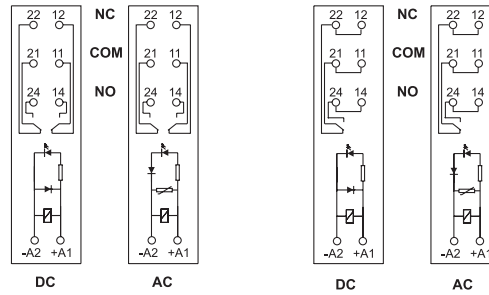 22 12 22 12 NC 22 12 22 12
21 11 21 11 COM 21 11 21 11
24 14 24 14 NO 24 14 24 14
-A2 +A1 -A2 +A1 -A2 +A1 -A2 +A1
DC AC DC AC
NC
COM
NO